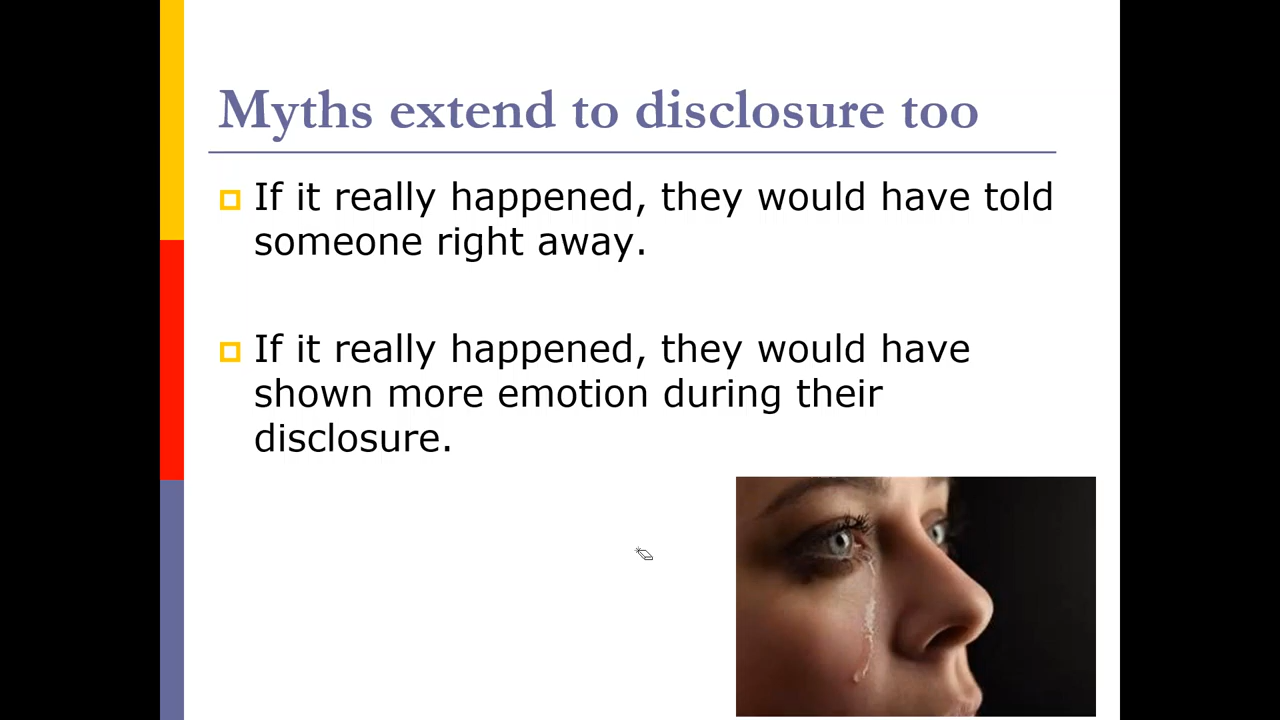 Myths extend to disclosure too
If it really happened, they would have told
someone right away.
If it really happened, they would have
shown more emotion during their
disclosure.